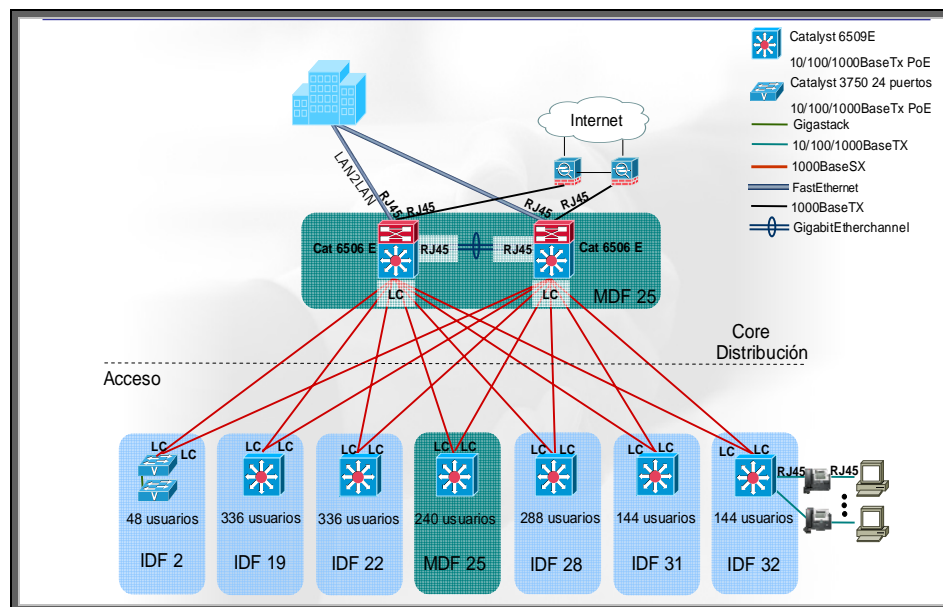 Catalyst 6509E
10/100/1000BaseTx PoE
Catalyst 3750 24 puertos
10/100/1000BaseTx PoE
Gigastack
10/100/1000BaseTX
1000BaseSX
FastEthernet
1000BaseTX
GigabitEtherchannel
Internet
LAN2LAN
RJ45
RJ45
RJ45
RJ45
Cat 6506 E
RJ45
RJ45
Cat 6506 E
LC
LC
MDF 25
Core
Distribución
Acceso
LC
LC
LC
LC
LC
LC
LC
LC
LC
LC
LC
LC
LC
LC
RJ45
RJ45
V
V
48 usuarios
336 usuarios
336 usuarios
240 usuarios
288 usuarios
144 usuarios
144 usuarios
IDF 2
IDF 19
IDF 22
MDF 25
IDF 28
IDF 31
IDF 32